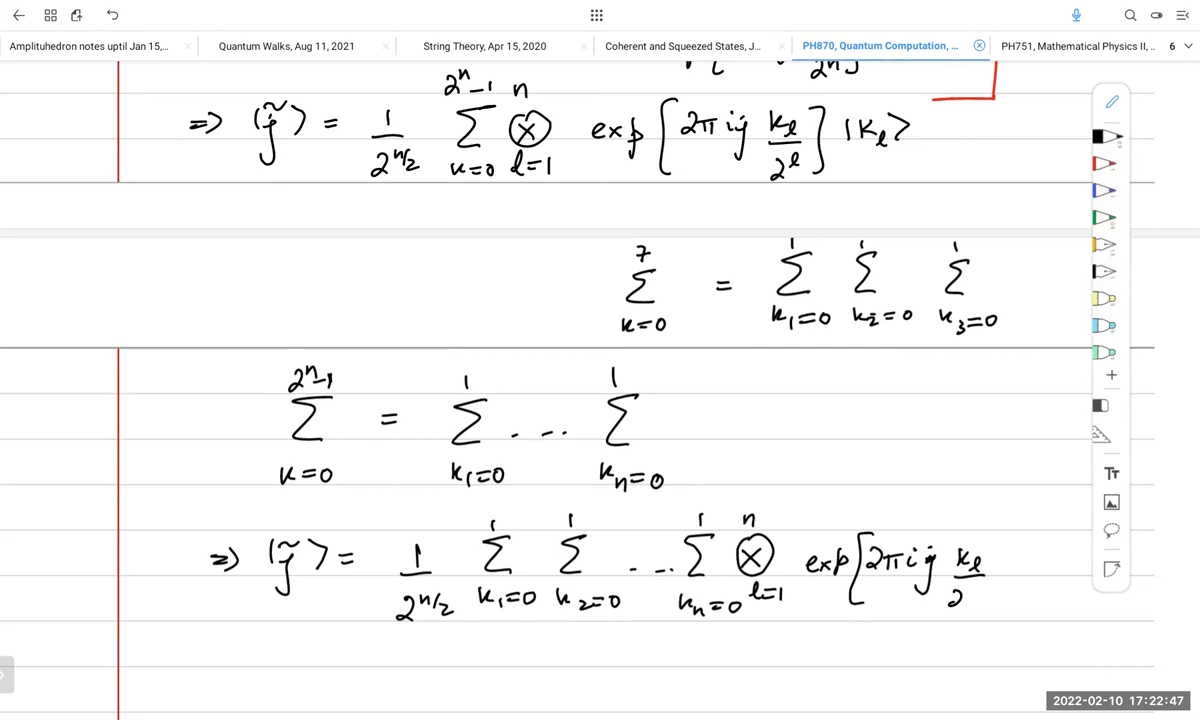 Amplituhedron notes uptil Jan 15,... Quantum Walks, Aug 11, 2021 String Theory, Apr 15, 2020 Coherent and Squeezed States, J... PH870, Quantum Computation, ... PH751, Mathematical Physics II, .. 6
=> |j̃> = 1/2^{n/2} Σ_{k=0}^{2^n-1} ⊗_{l=1}^{n} exp[2πij k_l/2^l] |k_l>
Σ_{k=0}^{7} = Σ_{k_1=0}^{1} Σ_{k_2=0}^{1} Σ_{k_3=0}^{1}
Σ_{k=0}^{2^n-1} = Σ_{k_1=0}^{1} ..... Σ_{k_n=0}^{1}
=> |j̃> = 1/2^{n/2} Σ_{k_1=0}^{1} Σ_{k_2=0}^{1} .... Σ_{k_n=0}^{1} ⊗_{l=1}^{n} exp[2πij k_l/2
TT
2022-02-10 17:22:47